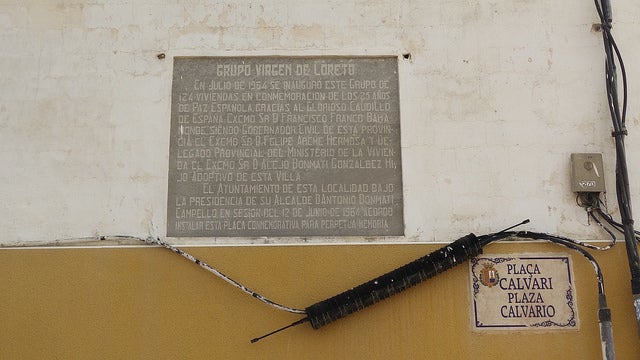 GRUPO VIRGEN DE LORETO
EN JULIO DE 1964 SE INAUGURO ESTE GRUPO DE
124 VIVIENDAS EN CONMEMORACION DE LOS 25 AÑOS
DE PAZ ESPAÑOLA GRACIAS AL GLORIOSO CAUDILLO
DE ESPAÑA EXCMO SR D FRANCISCO FRANCO BAHA-
MONDE SIENDO GOBERNADOR CIVIL DE ESTA PROVIN
CIA EL EXCMO SR D FELIPE ARCHE HERMOSA Y DE-
LEGADO PROVINCIAL DEL MINISTERIO DE LA VIVIEN
DA EL EXCMO SR D ALEJO BONMATI GONZALBEZ HI
JO ADOPTIVO DE ESTA VILLA
EL AYUNTAMIENTO DE ESTA LOCALIDAD BAJO
LA PRESIDENCIA DE SU ALCALDE D ANTONIO BONMATI
CAMPELLO EN SESION DEL 12 DE JUNIO DE 1964 ACORDO
INSTALAR ESTA PLACA CONMEMORATIVA PARA PERPETUA MEMORIA
PLAÇA
CALVARI
PLAZA
CALVARIO